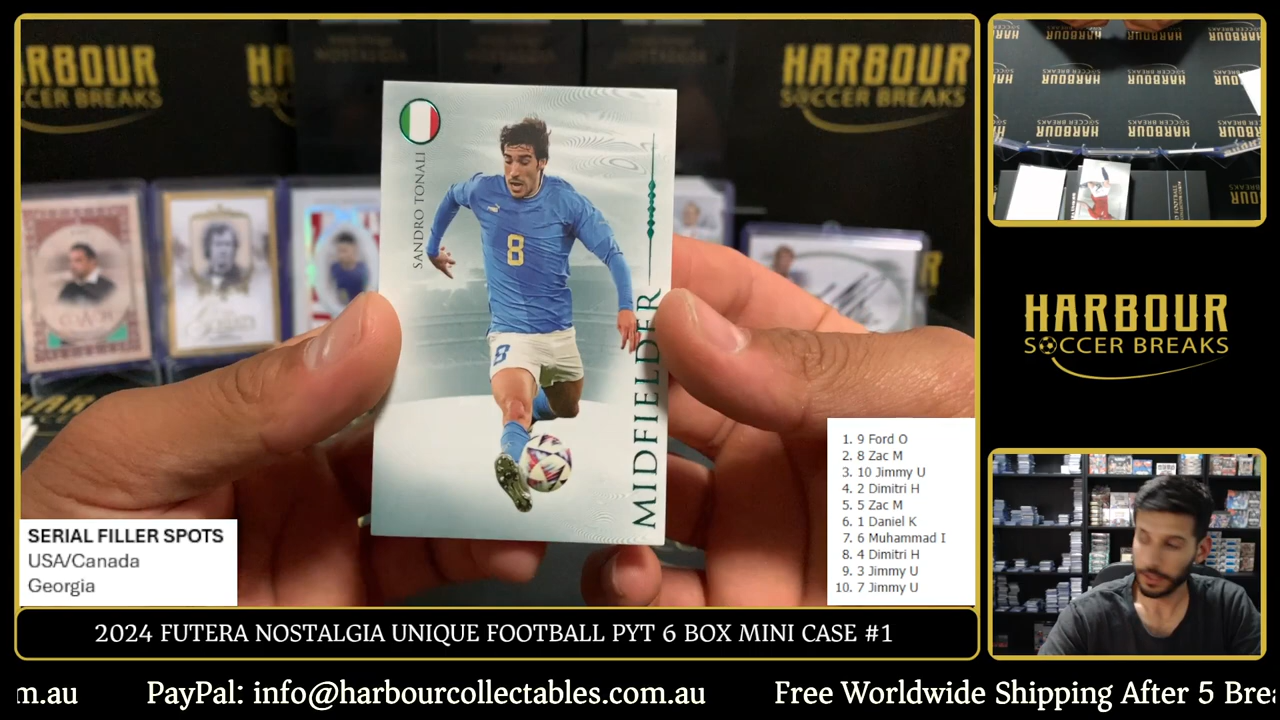 HARBOUR
SOCCER BREAKS
HARBOUR
SOCCER BREAKS
SANDRO TONALI
8
8
MIDFIELDER
HARBOUR
SOCCER BREAKS
1. 9 Ford O
2. 8 Zac M
3. 10 Jimmy U
4. 2 Dimitri H
5. 5 Zac M
6. 1 Daniel K
7. 6 Muhammad I
8. 4 Dimitri H
9. 3 Jimmy U
10. 7 Jimmy U
SERIAL FILLER SPOTS
USA/Canada
Georgia
2024 FUTERA NOSTALGIA UNIQUE FOOTBALL PYT 6 BOX MINI CASE #1
m.au PayPal: info@harbourcollectables.com.au Free Worldwide Shipping After 5 Brea